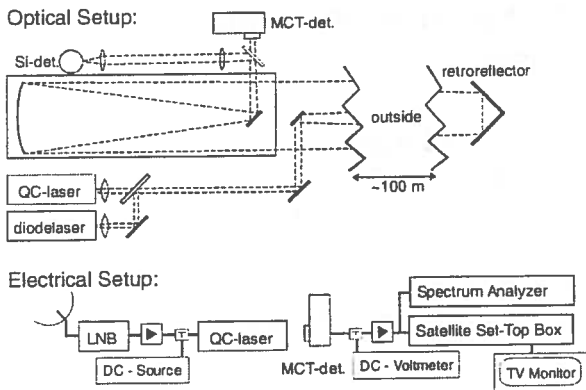 Optical Setup:
MCT-det.
Si-det.
retroreflector
outside
~100 m
QC-laser
diodelaser
Electrical Setup:
LNB
T
QC-laser
DC - Source
MCT-det.
T
DC - Voltmeter
Spectrum Analyzer
Satellite Set-Top Box
TV Monitor